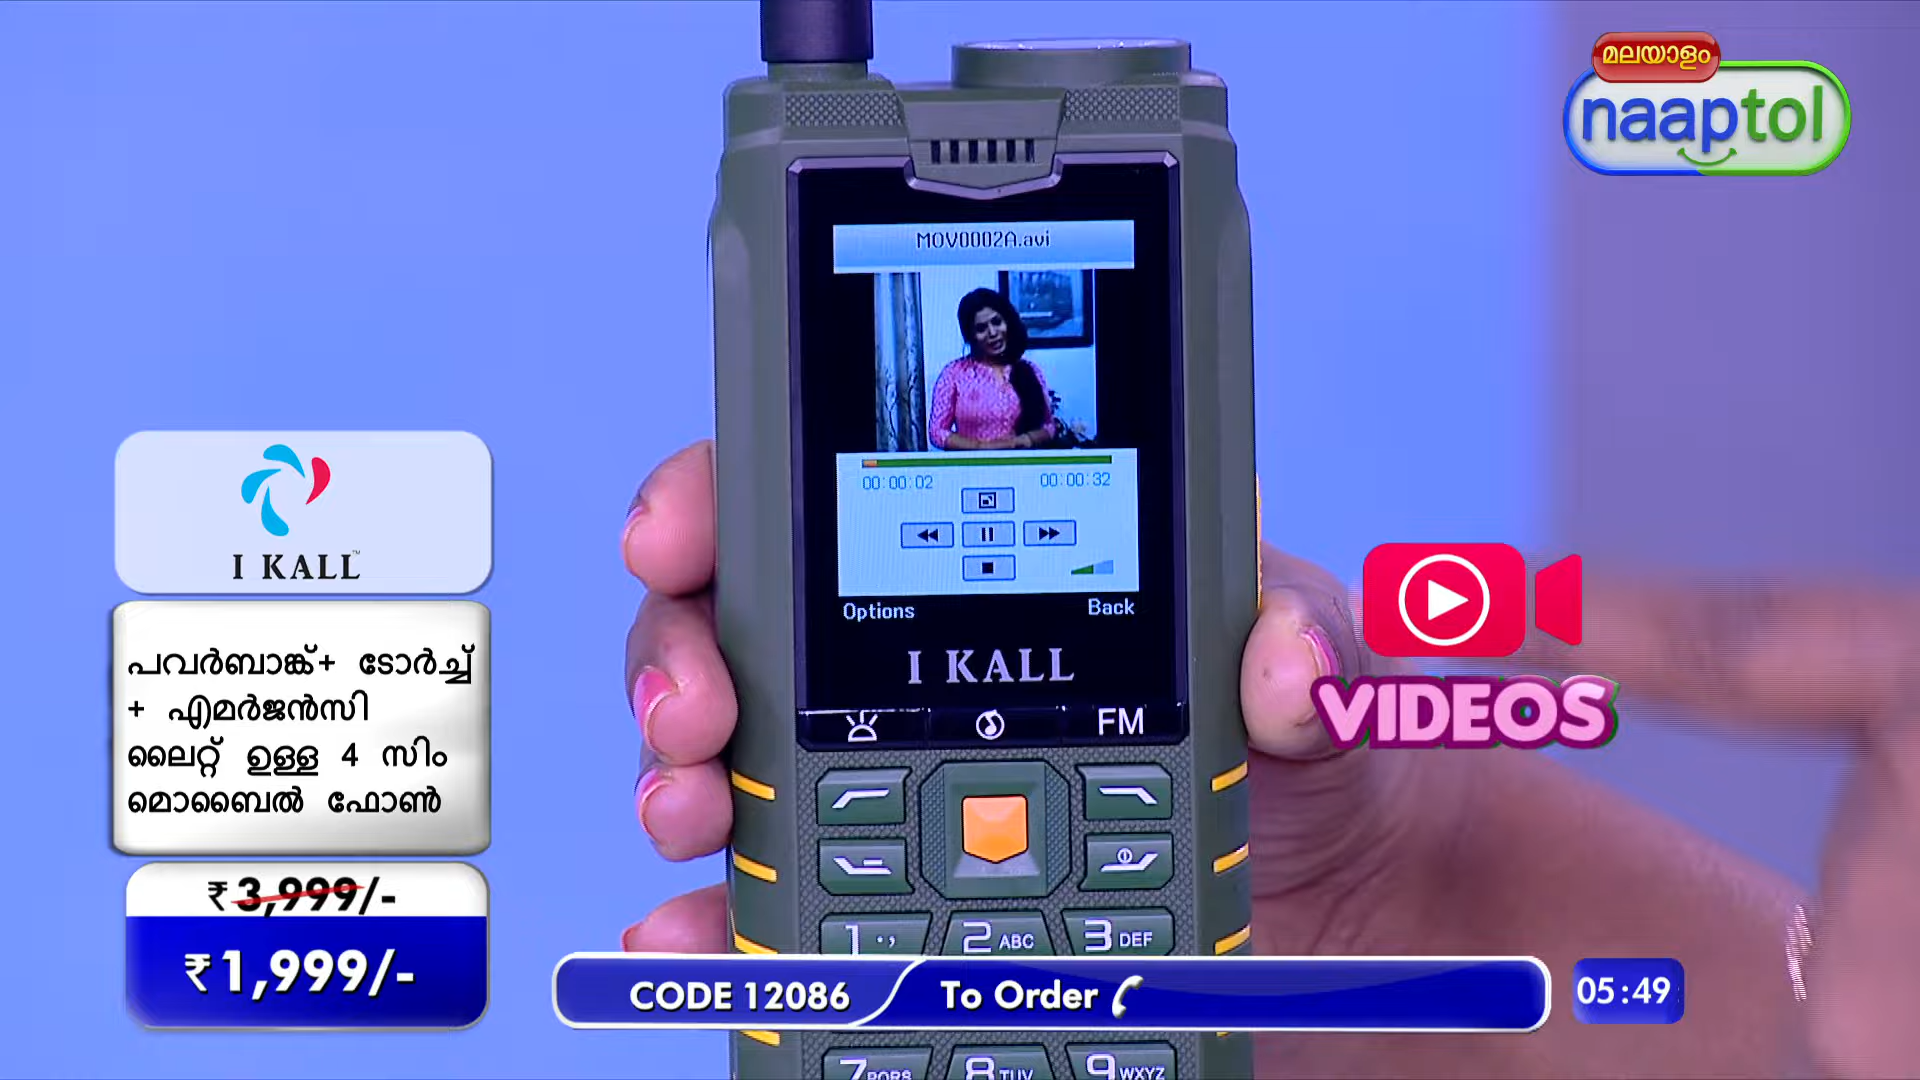 മലയാളം
naaptol
MOV0002A.avi
00:00:02 00:00:32
Options Back
I KALL
FM
1 . ,
2 ABC
3 DEF
7 PQRS
8 TUV
9 WXYZ
VIDEOS
I KALL™
പവർബാങ്ക്+ ടോർച്ച്
+ എമർജൻസി
ലൈറ്റ് ഉള്ള 4 സിം
മൊബൈൽ ഫോൺ
₹3,999/-
₹1,999/-
CODE 12086 To Order
05:49